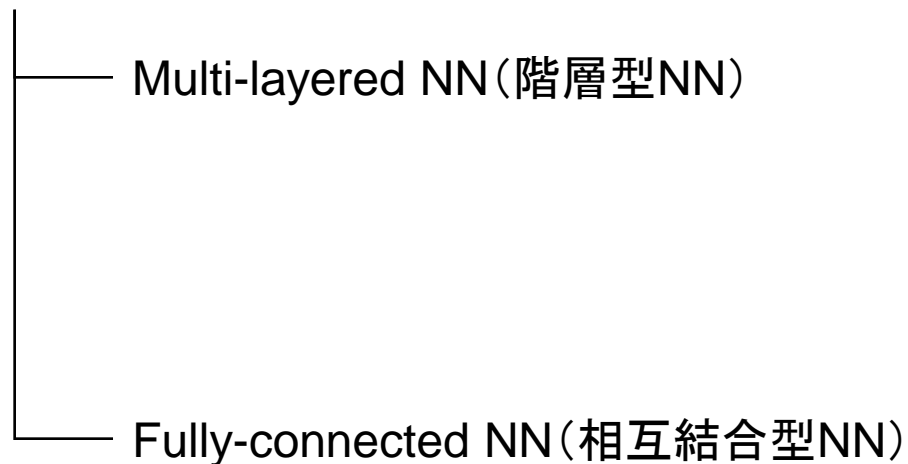 Multi-layered NN（階層型NN）
Fully-connected NN（相互結合型NN）